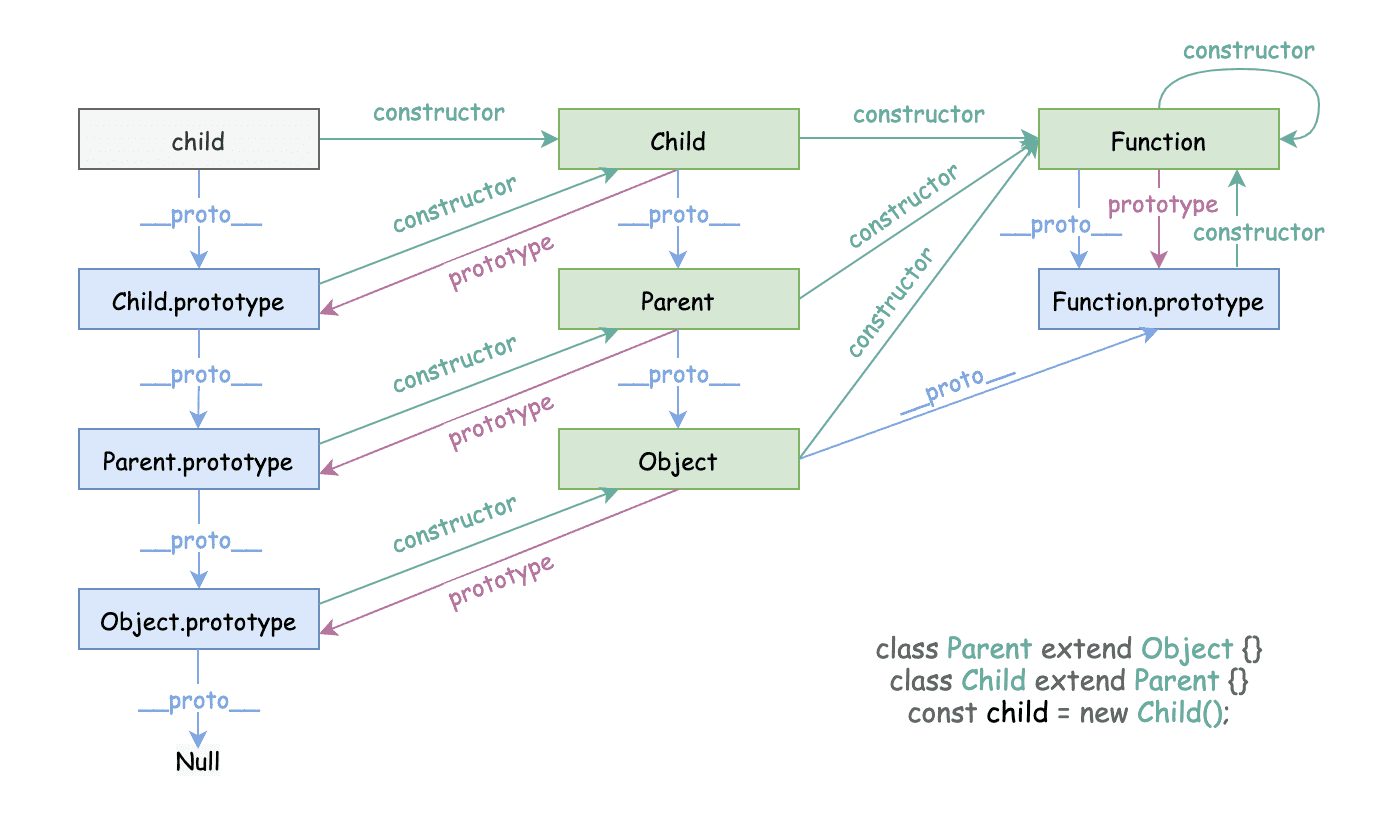 constructor
child
constructor
Child
constructor
Function
__proto__
constructor
prototype
__proto__
constructor
__proto__
prototype
constructor
Child.prototype
Parent
Function.prototype
__proto__
constructor
prototype
__proto__
constructor
__proto__
Parent.prototype
Object
__proto__
constructor
prototype
Object.prototype
__proto__
Null
class Parent extend Object {}
class Child extend Parent {}
const child = new Child();